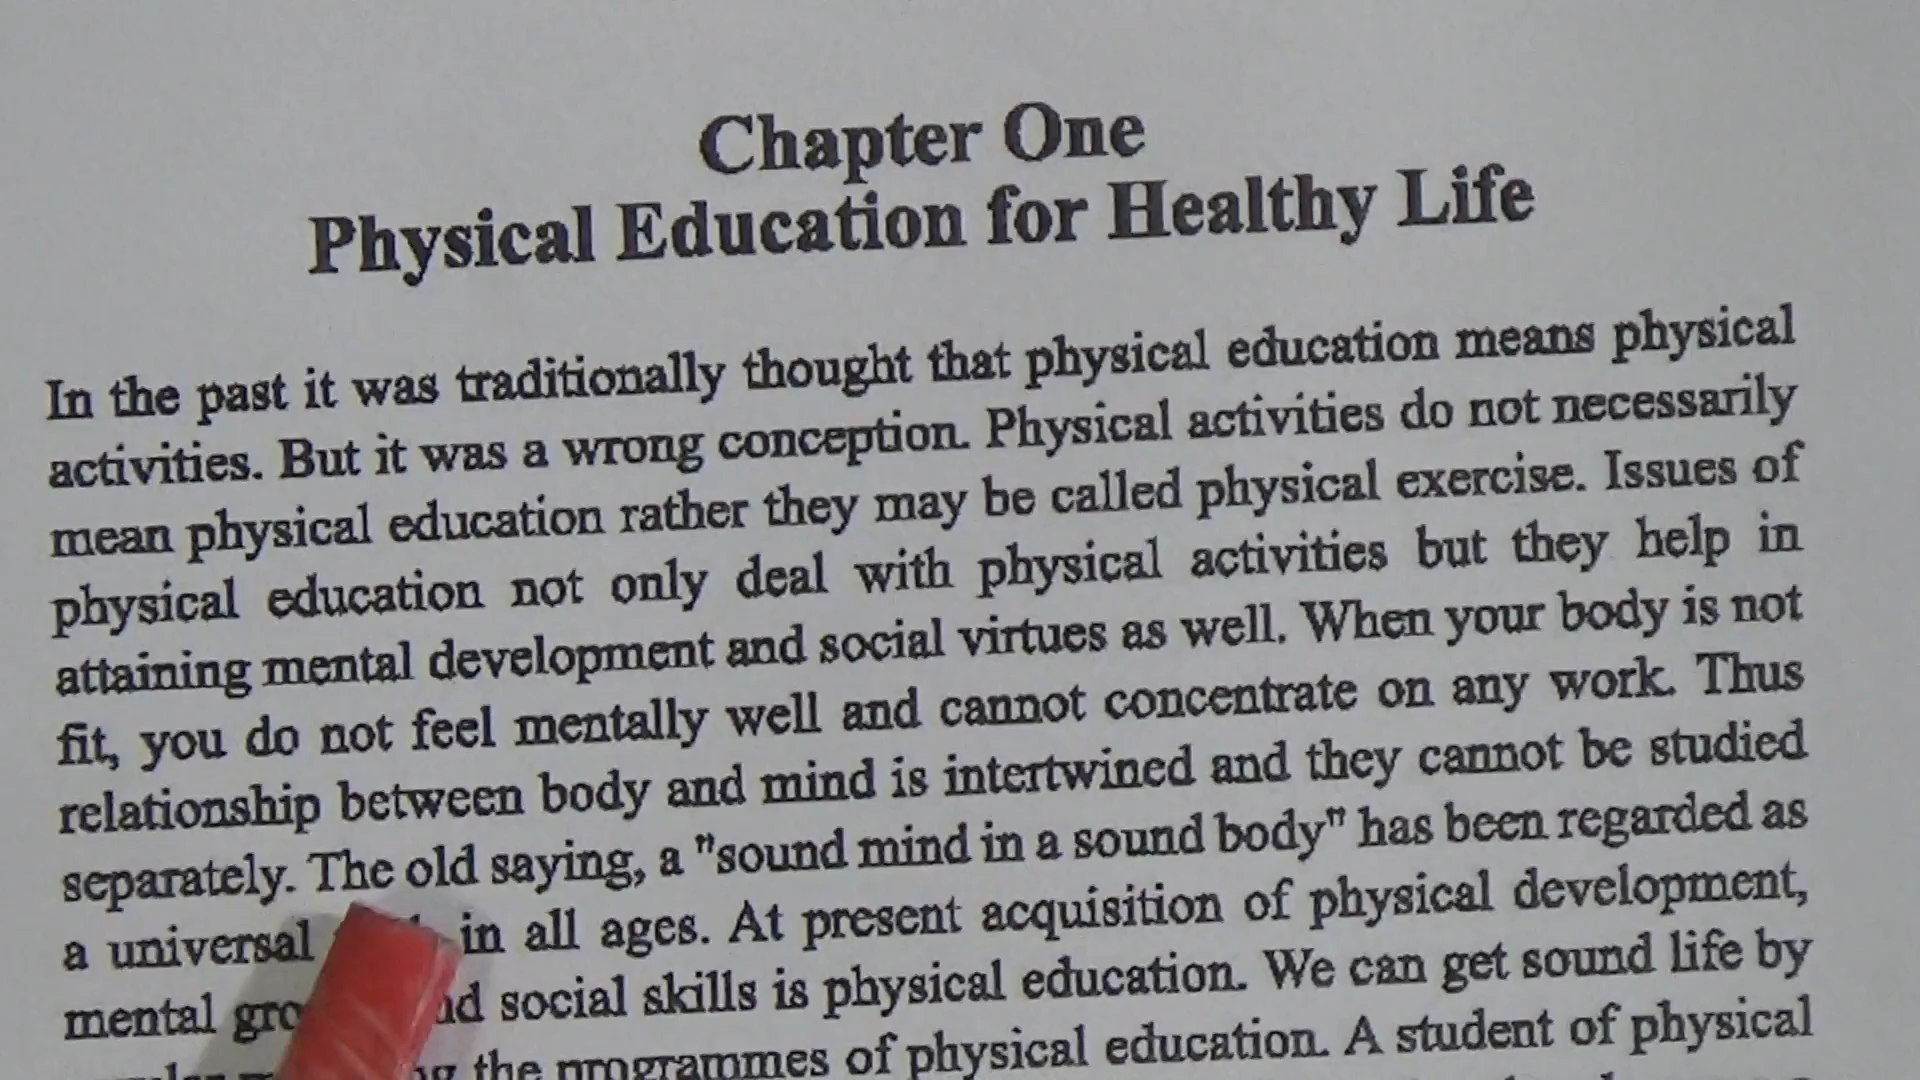 Chapter One
Physical Education for Healthy Life
In the past it was traditionally thought that physical education means physical
activities. But it was a wrong conception. Physical activities do not necessarily
mean physical education rather they may be called physical exercise. Issues of
physical education not only deal with physical activities but they help in
attaining mental development and social virtues as well. When your body is not
fit, you do not feel mentally well and cannot concentrate on any work. Thus
relationship between body and mind is intertwined and they cannot be studied
separately. The old saying, a "sound mind in a sound body" has been regarded as
a universal in all ages. At present acquisition of physical development,
mental social skills is physical education. We can get sound life by
the programmes of physical education. A student of physical